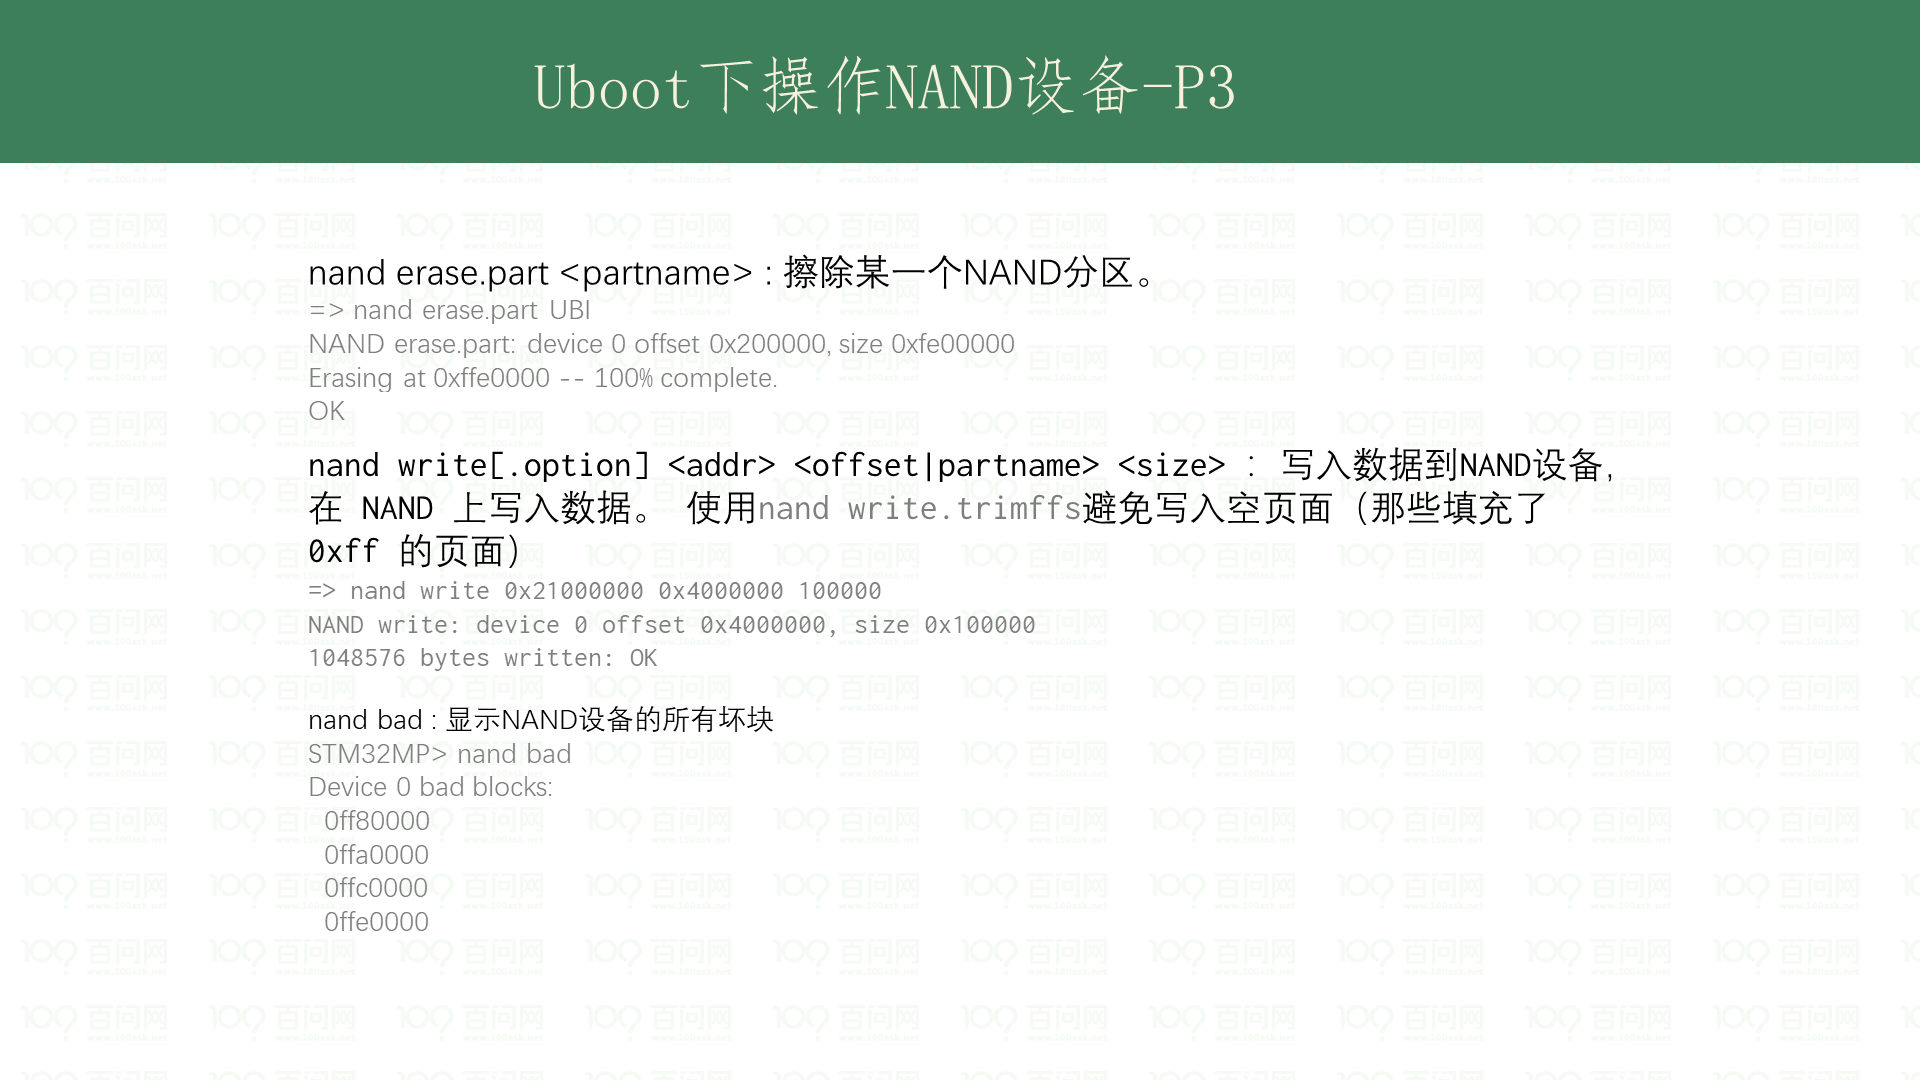 Uboot下操作NAND设备-P3
nand erase.part <partname> : 擦除某一个NAND分区。
=> nand erase.part UBI
NAND erase.part: device 0 offset 0x200000, size 0xfe00000
Erasing at 0xffe0000 -- 100% complete.
OK
nand write[.option] <addr> <offset|partname> <size> : 写入数据到NAND设备,
在 NAND 上写入数据。 使用nand write.trimffs避免写入空页面（那些填充了
0xff 的页面）
=> nand write 0x21000000 0x4000000 100000
NAND write: device 0 offset 0x4000000, size 0x100000
1048576 bytes written: OK
nand bad : 显示NAND设备的所有坏块
STM32MP> nand bad
Device 0 bad blocks:
0ff80000
0ffa0000
0ffc0000
0ffe0000